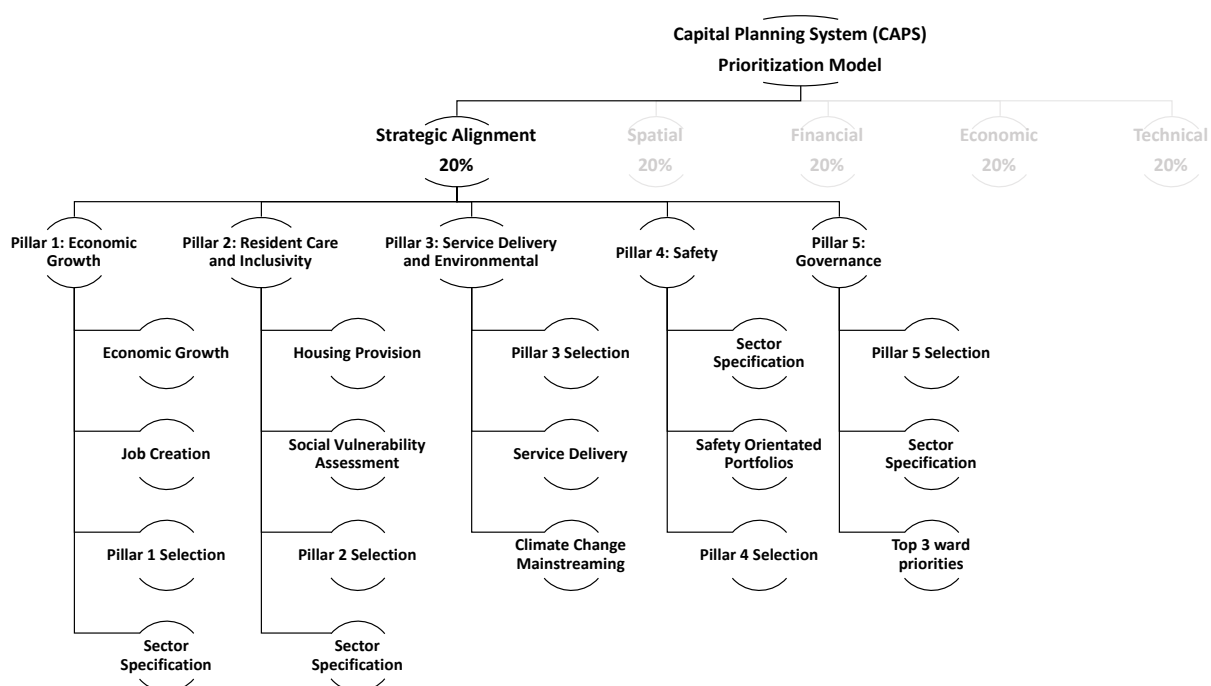 Capital Planning System (CAPS)
Prioritization Model
Strategic Alignment
20%
Spatial
20%
Financial
20%
Economic
20%
Technical
20%
Pillar 1: Economic
Growth
Pillar 2: Resident Care
and Inclusivity
Pillar 3: Service Delivery
and Environmental
Pillar 4: Safety
Pillar 5:
Governance
Economic Growth
Job Creation
Pillar 1 Selection
Sector
Specification
Housing Provision
Social Vulnerability
Assessment
Pillar 2 Selection
Sector
Specification
Pillar 3 Selection
Service Delivery
Climate Change
Mainstreaming
Sector
Specification
Safety Orientated
Portfolios
Pillar 4 Selection
Pillar 5 Selection
Sector
Specification
Top 3 ward
priorities